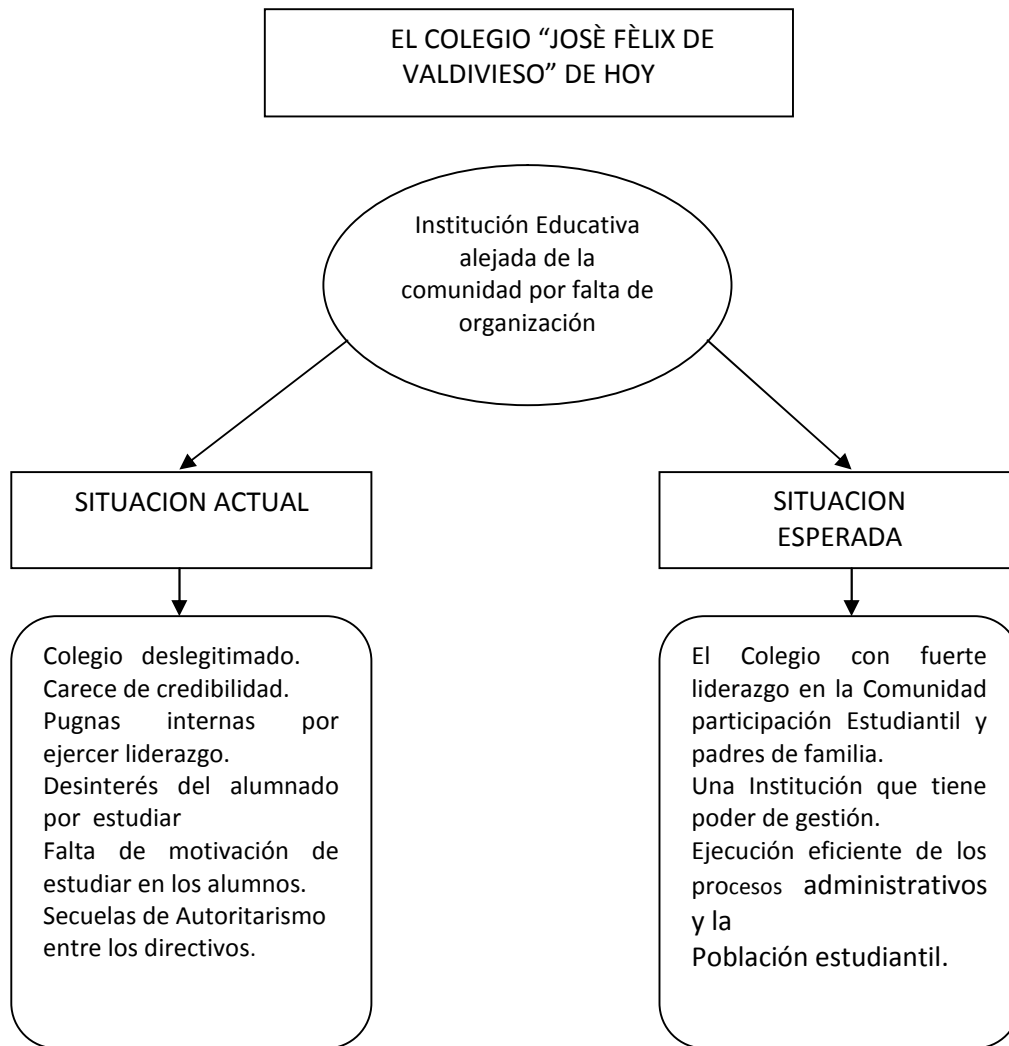 EL COLEGIO “JOSÈ FÈLIX DE
VALDIVIESO” DE HOY
Institución Educativa
alejada de la
comunidad por falta de
organización
SITUACION ACTUAL
SITUACION
ESPERADA
Colegio deslegitimado.
Carece de credibilidad.
Pugnas internas por
ejercer liderazgo.
Desinterés del alumnado
por estudiar
Falta de motivación de
estudiar en los alumnos.
Secuelas de Autoritarismo
entre los directivos.
El Colegio con fuerte
liderazgo en la Comunidad
participación Estudiantil y
padres de familia.
Una Institución que tiene
poder de gestión.
Ejecución eficiente de los
procesos administrativos
y la
Población estudiantil.